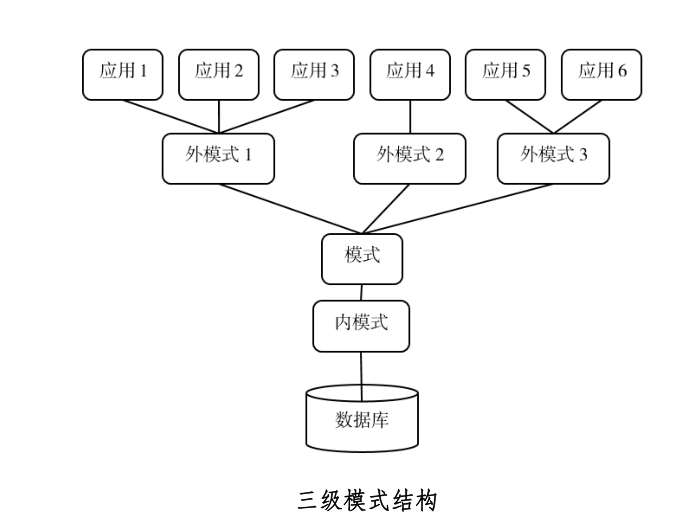 应用 1 应用 2 应用 3 应用 4 应用 5 应用 6
外模式 1 外模式 2 外模式 3
模式
内模式
数据库
三级模式结构